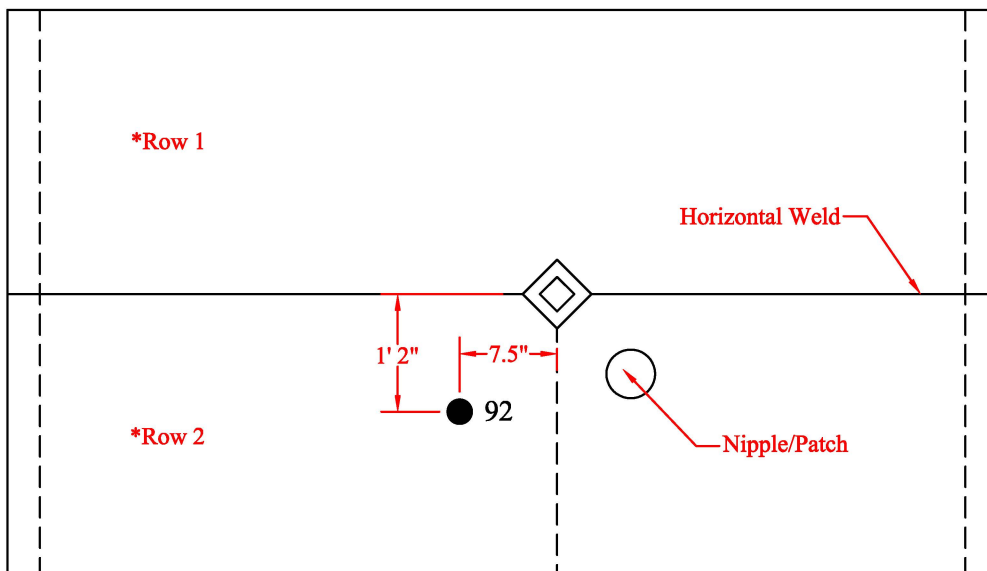 *Row 1
Horizontal Weld
1' 2"
7.5"
92
*Row 2
Nipple/Patch